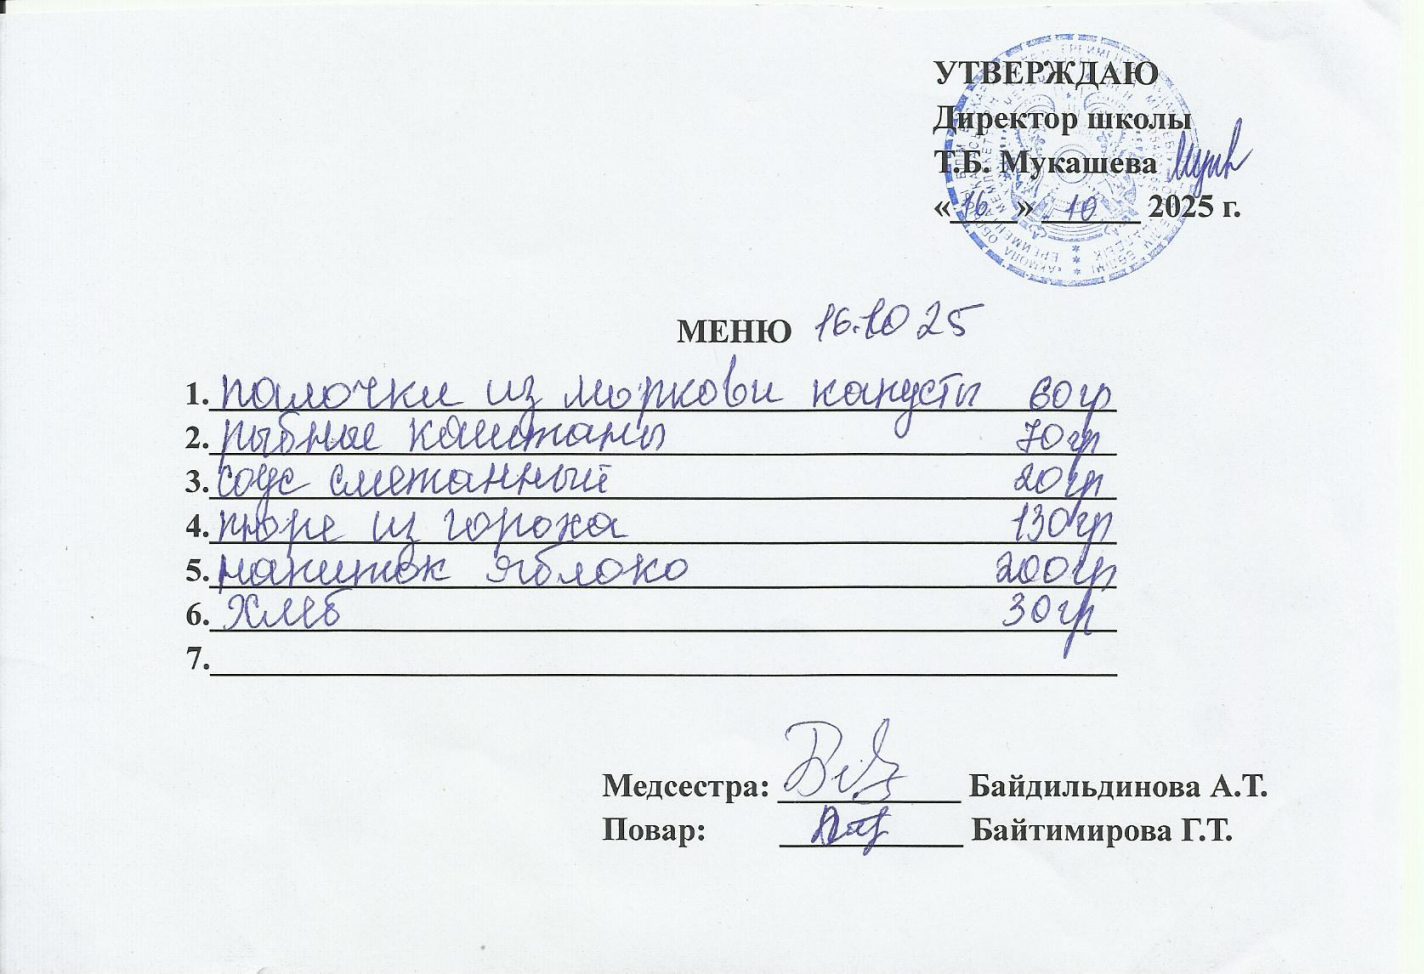 УТВЕРЖДАЮ
Директор школы
Т.Б. Мукашева
«16» 10 2025 г.
МЕНЮ 16.10 25
1. палочки из моркови капусты 60гр
2. рыбные каштаны 70гр
3. соус сметанный 20гр
4. пюре из гороха 130гр
5. напиток яблоко 200гр
6. хлеб 30гр
7.
Медсестра: Байдильдинова А.Т.
Повар: Байтимирова Г.Т.